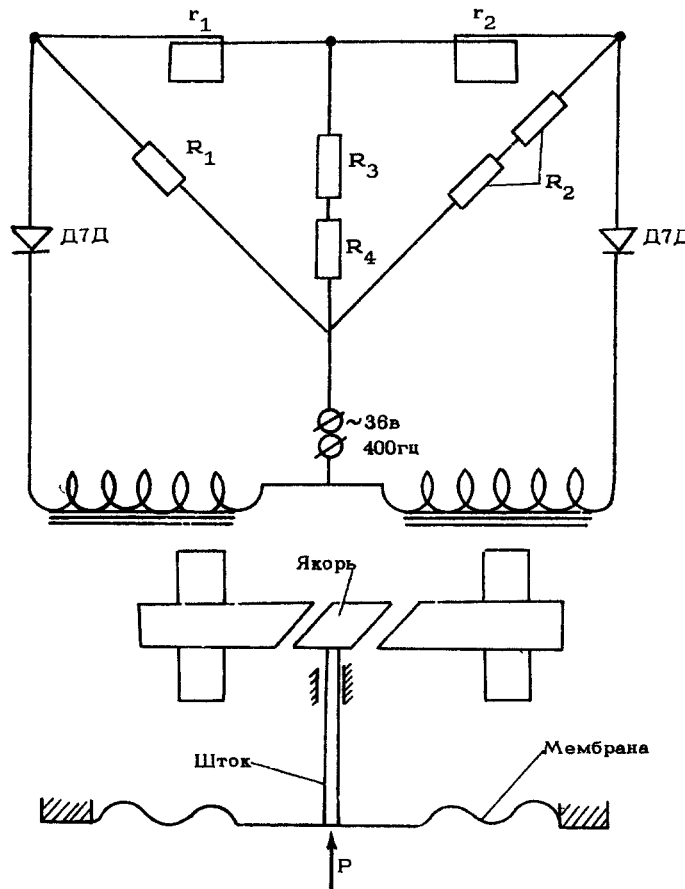 r₁
r₂
R₁
R₃
R₂
R₄
Д7Д
Д7Д
~36в
400гц
Якорь
Шток
Мембрана
P